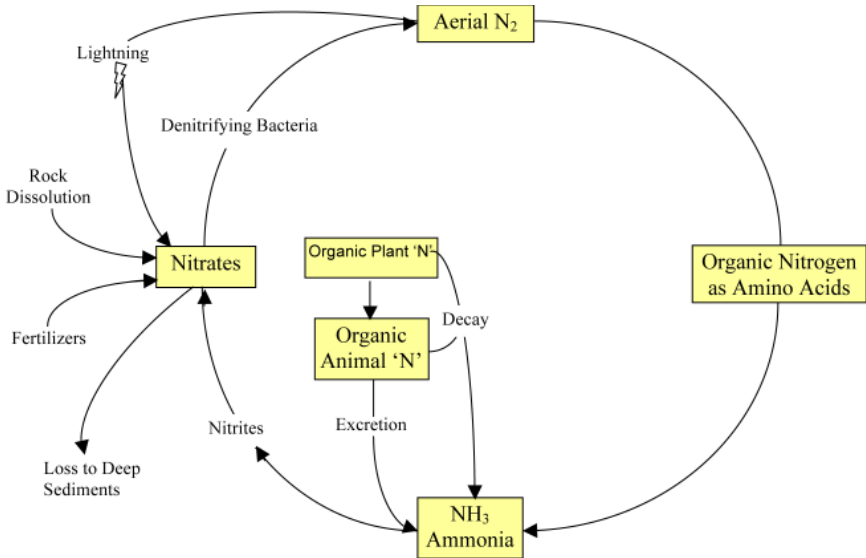 Aerial N₂
Lightning
Denitrifying Bacteria
Rock
Dissolution
Nitrates
Organic Plant ‘N’
Organic Nitrogen
as Amino Acids
Fertilizers
Organic
Animal ‘N’
Decay
Nitrites
Excretion
Loss to Deep
Sediments
NH₃
Ammonia